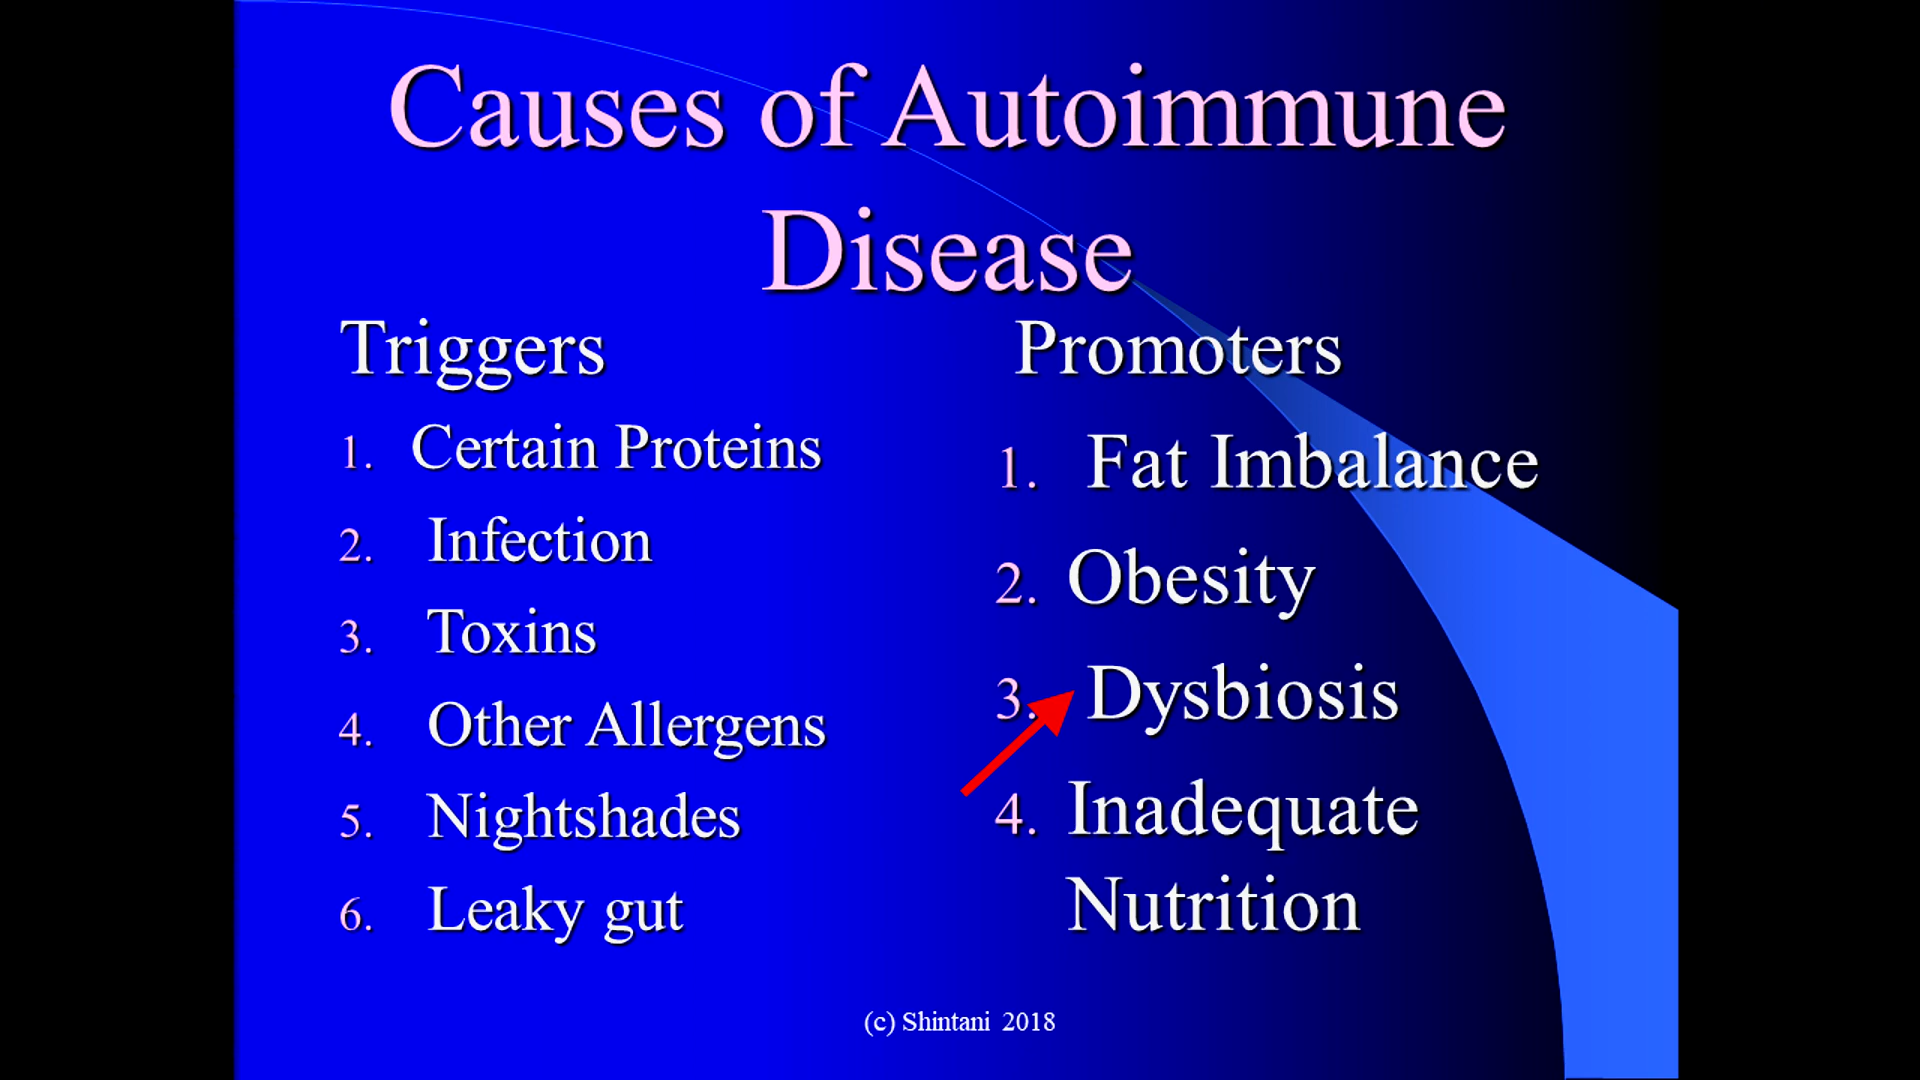 Causes of Autoimmune
Disease
Triggers
1. Certain Proteins
2. Infection
3. Toxins
4. Other Allergens
5. Nightshades
6. Leaky gut
Promoters
1. Fat Imbalance
2. Obesity
3. Dysbiosis
4. Inadequate
Nutrition
(c) Shintani 2018